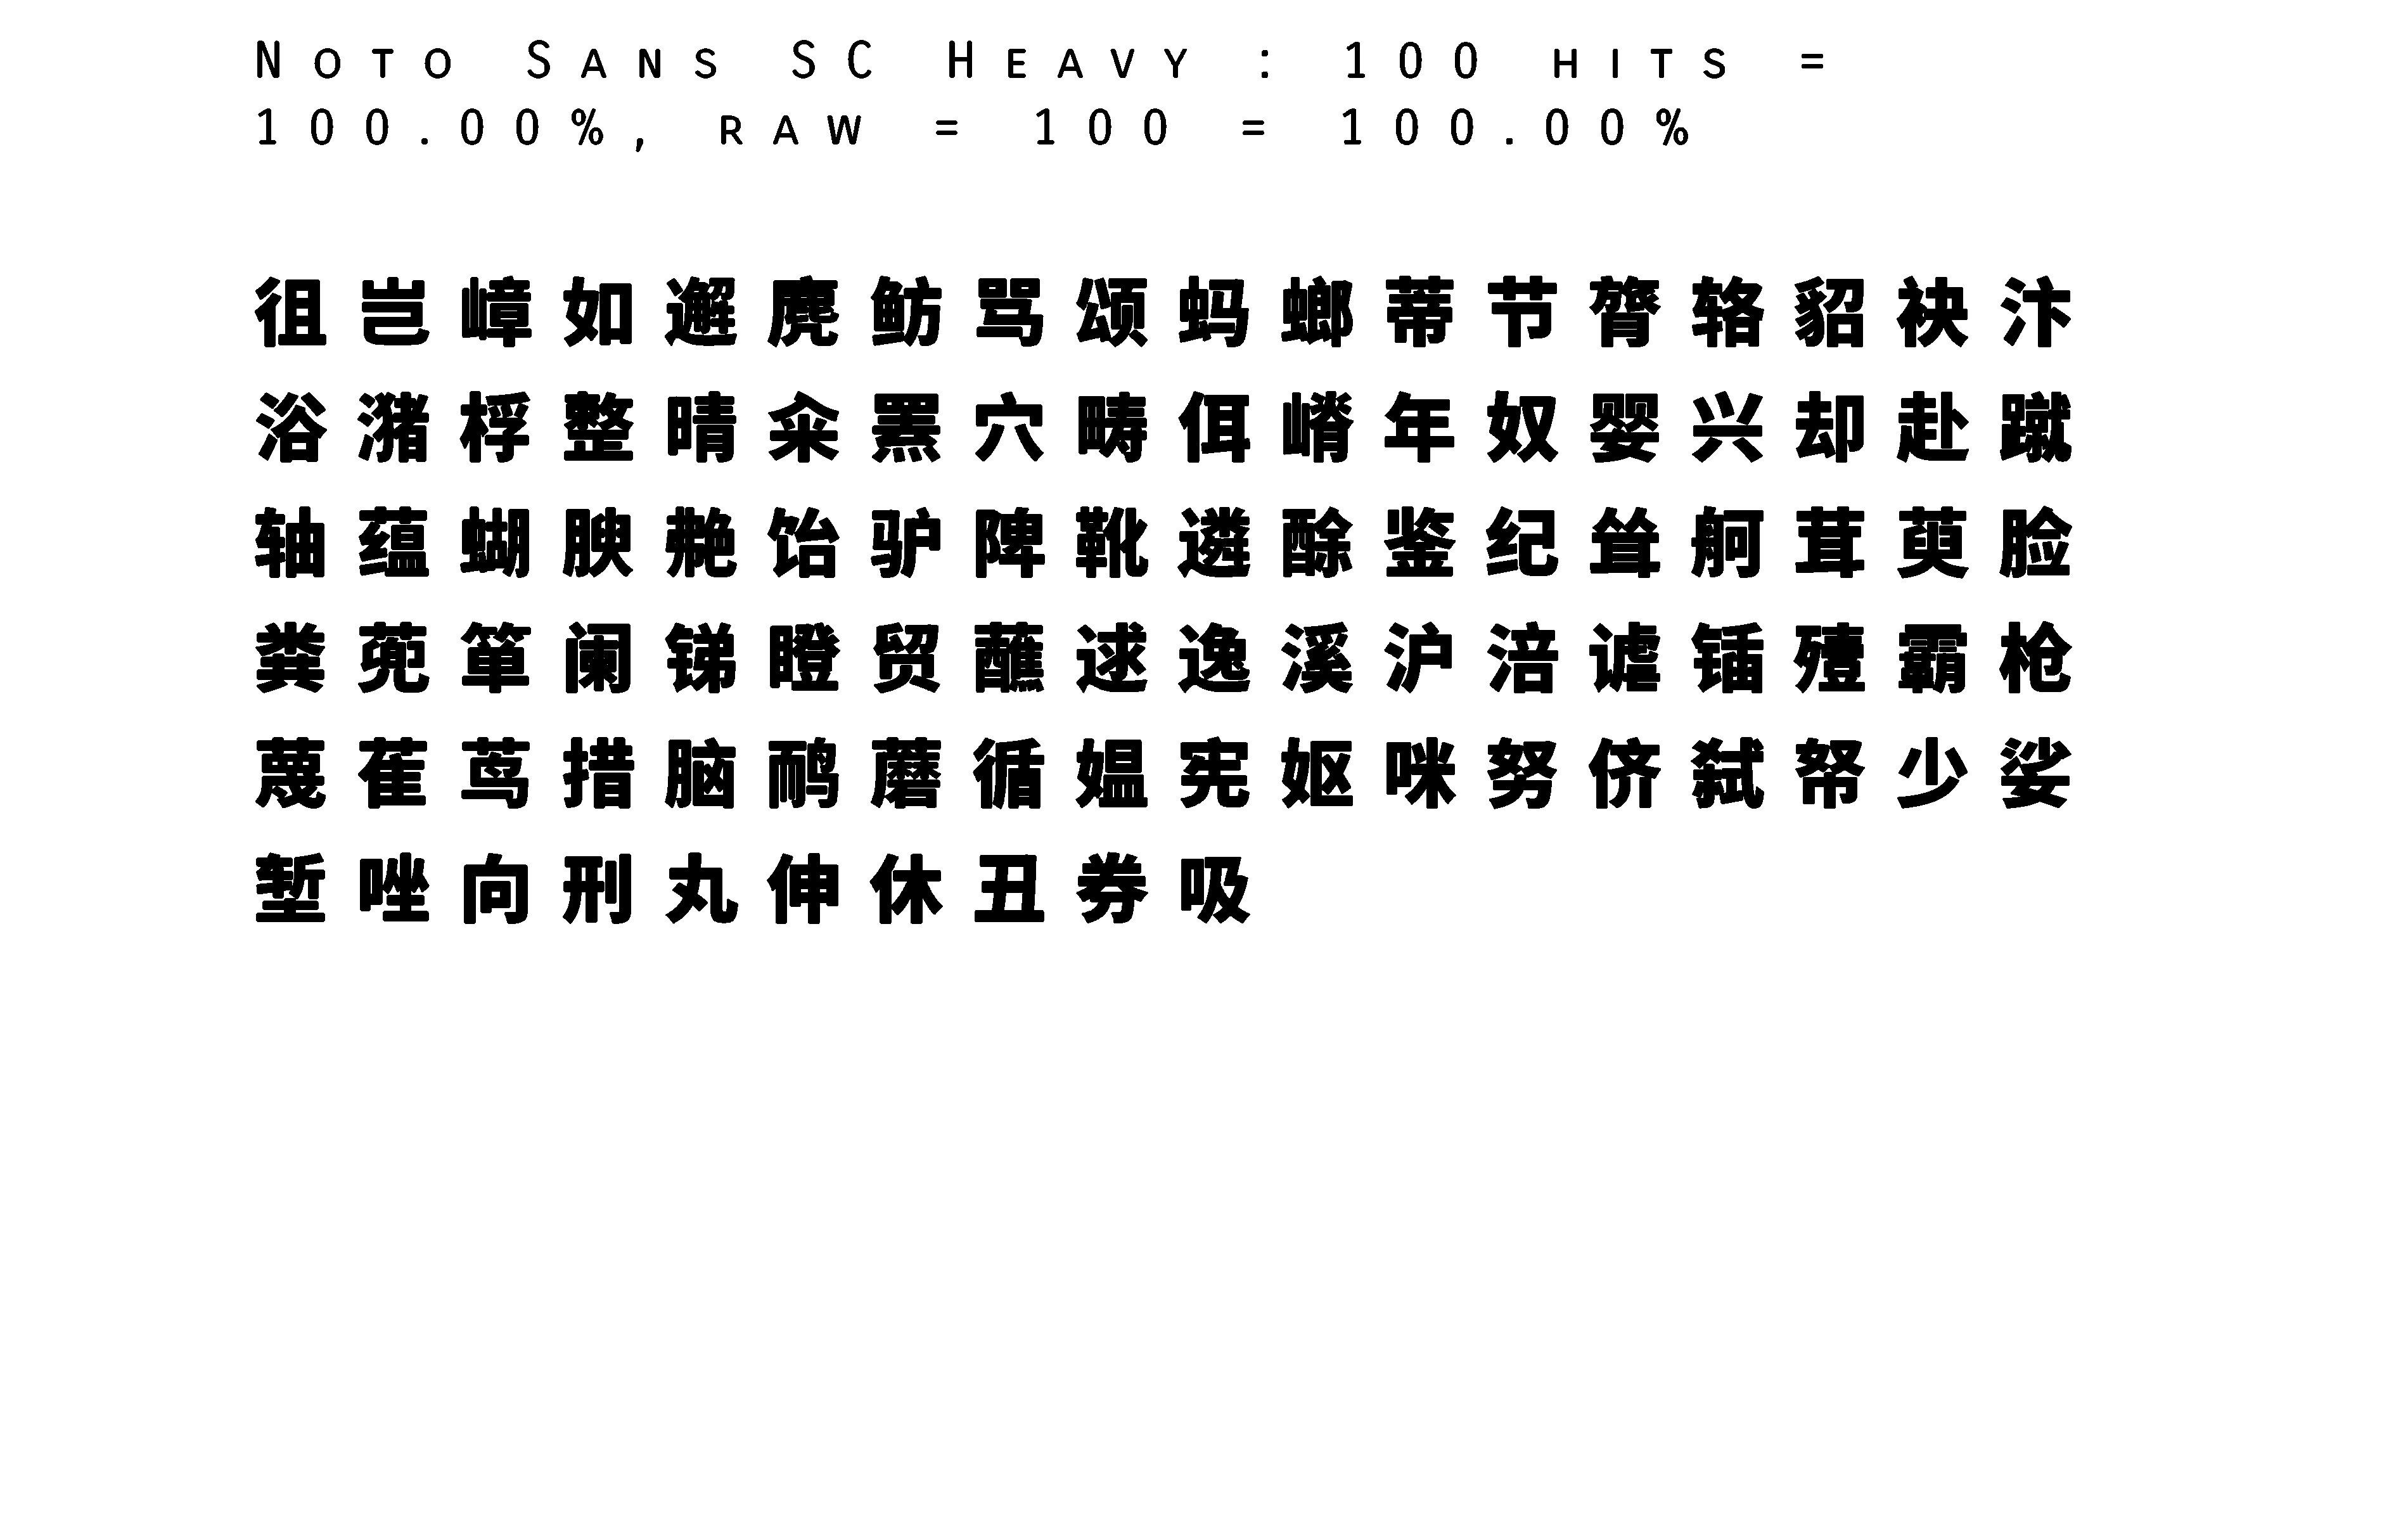 Noto Sans SC Heavy : 100 hits =
100.00%, raw = 100 = 100.00%
徂岂嶂如邂麂鲂骂颂蚂螂蒂节膂辂貂袂汴
浴潴桴整晴籴罴穴畴佴嵴年奴婴兴却赴蹴
轴蕴蝴腴艴饴驴陴靴遴酴鉴纪耸舸茸萸脸
粪蔸箪阑锑瞪贸蘸逑逸溪沪涪谑锸殪霸枪
蔑萑茑措脑鸸蘑循媪宪妪咪努侪弑帑少娑
堑唑向刑丸伸休丑券吸